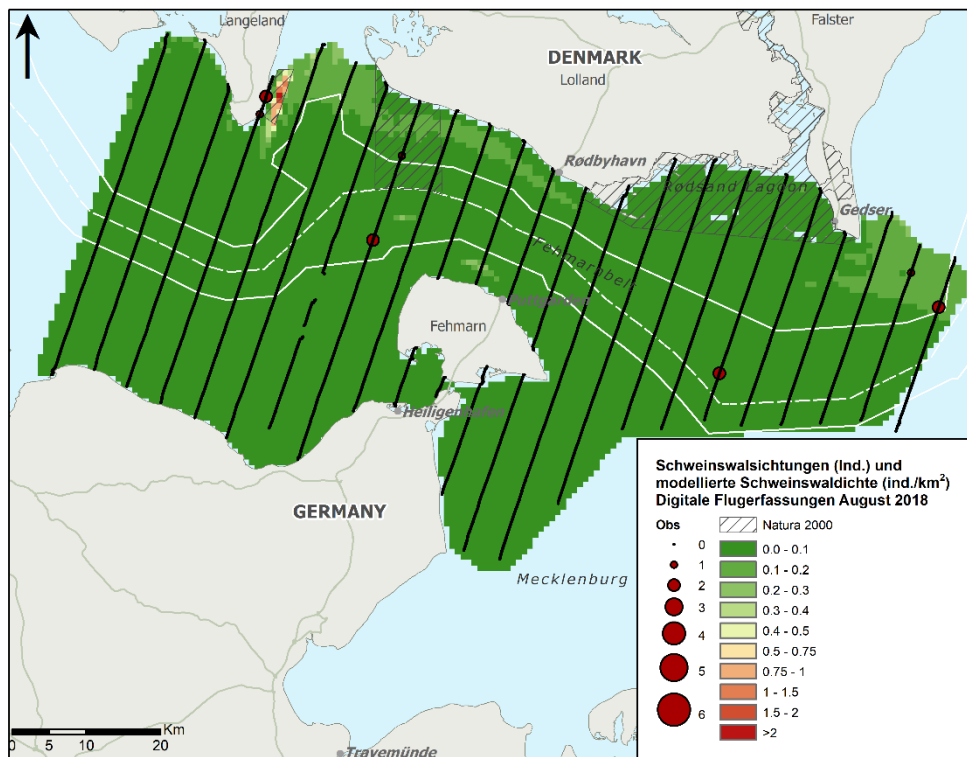 Langeland
Falster
DENMARK
Lolland
Rødbyhavn
Rødsand Lagoon
Gedser
Fehmarnbelt
Puttgarden
Fehmarn
Heiligenhafen
GERMANY
Mecklenburg
Travemünde
Km
0 5 10 20
Schweinswalsichtungen (Ind.) und
modellierte Schweinswaldichte (ind./km²)
Digitale Flugerfassungen August 2018
Obs Natura 2000
0 0.0 - 0.1
1 0.1 - 0.2
2 0.2 - 0.3
3 0.3 - 0.4
4 0.4 - 0.5
0.5 - 0.75
5 0.75 - 1
1 - 1.5
6 1.5 - 2
>2